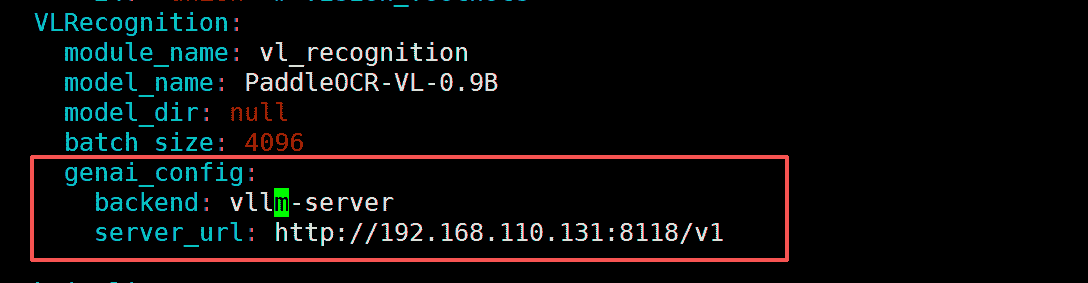 VLRecognition:
module_name: vl_recognition
model_name: PaddleOCR-VL-0.9B
model_dir: null
batch_size: 4096
genai_config:
backend: vllm-server
server_url: http://192.168.110.131:8118/v1